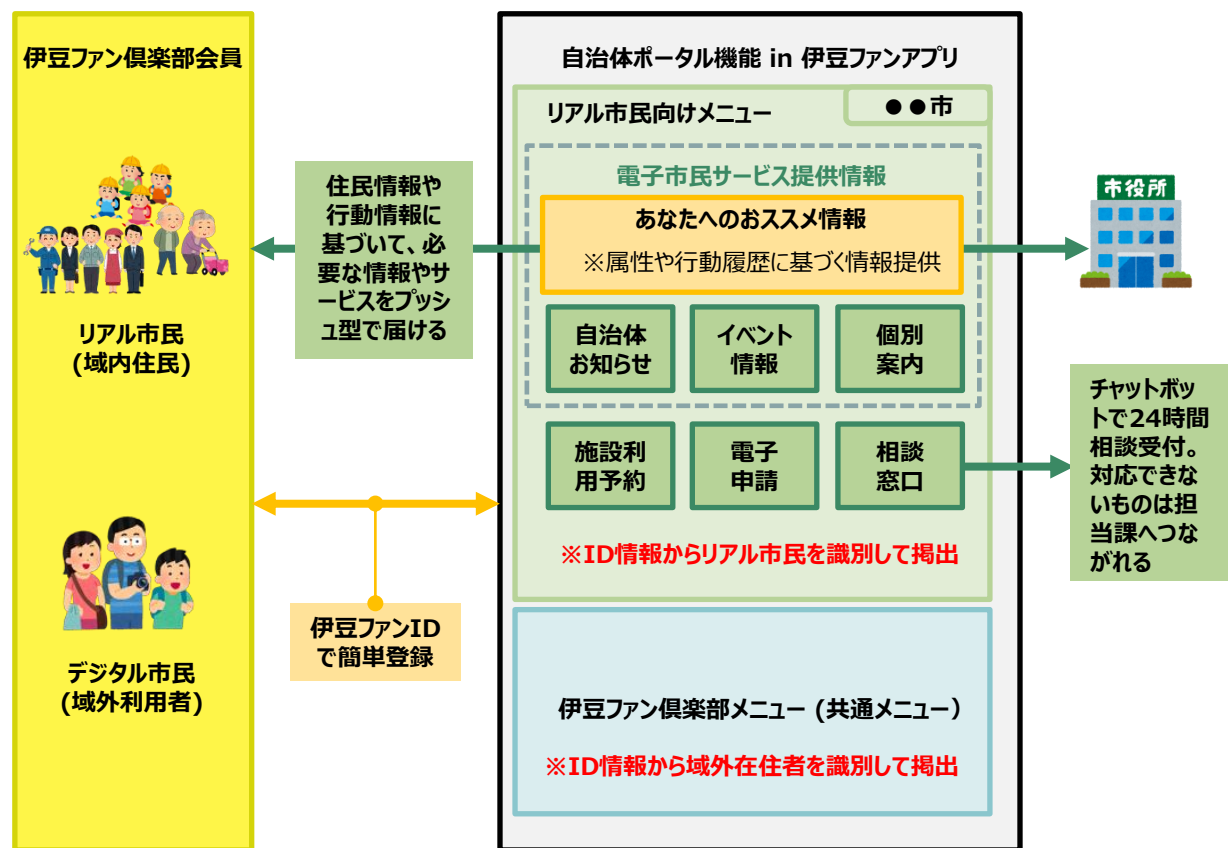 伊豆ファン倶楽部会員
リアル市民
(域内住民)
デジタル市民
(域外利用者)
住民情報や
行動情報に
基づいて、必
要な情報やサ
ービスをプッシ
ュ型で届ける
伊豆ファンID
で簡単登録
自治体ポータル機能 in 伊豆ファンアプリ
リアル市民向けメニュー
●●市
電子市民サービス提供情報
あなたへのおススメ情報
※属性や行動履歴に基づく情報提供
自治体
お知らせ
イベント
情報
個別
案内
施設利
用予約
電子
申請
相談
窓口
※ID情報からリアル市民を識別して掲出
伊豆ファン倶楽部メニュー (共通メニュー）
※ID情報から域外在住者を識別して掲出
市役所
チャットボッ
トで24時間
相談受付。
対応できな
いものは担
当課へつな
がれる